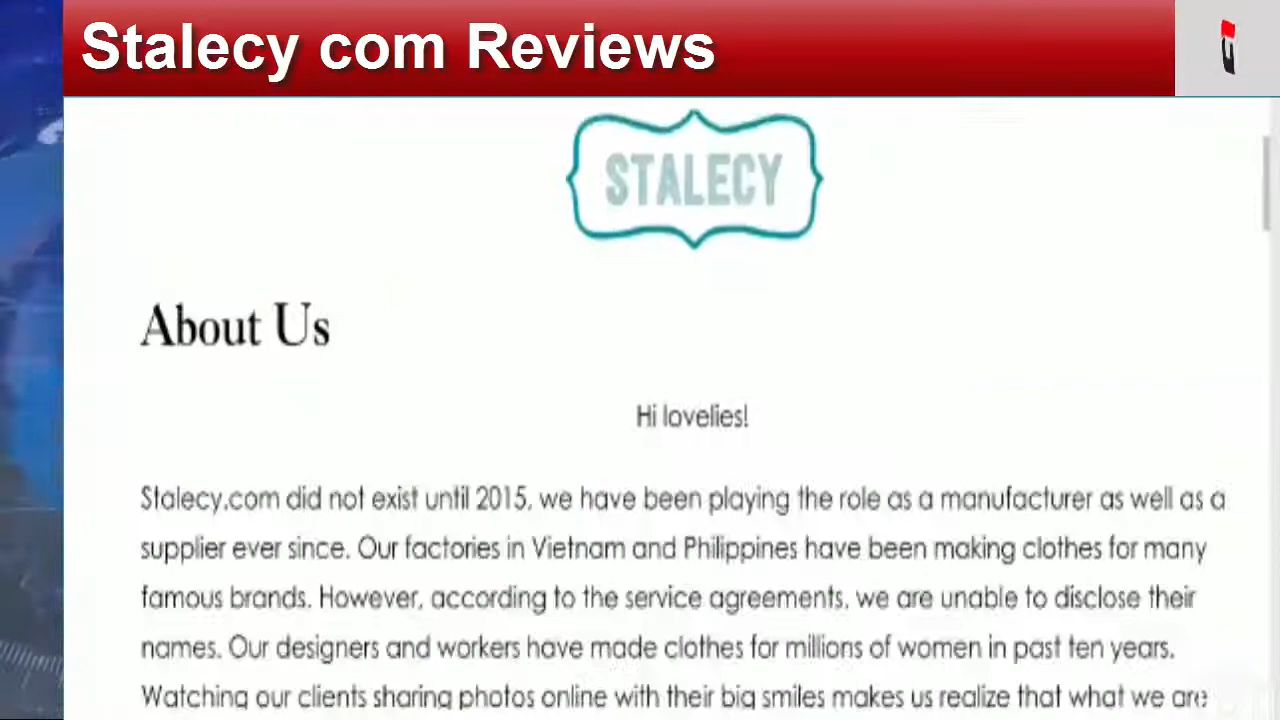 Stalecy com Reviews
STALECY
About Us
Hi lovelies!
Stalecy.com did not exist until 2015, we have been playing the role as a manufacturer as well as a
supplier ever since. Our factories in Vietnam and Philippines have been making clothes for many
famous brands. However, according to the service agreements, we are unable to disclose their
names. Our designers and workers have made clothes for millions of women in past ten years.
Watching our clients sharing photos online with their big smiles makes us realize that what we are